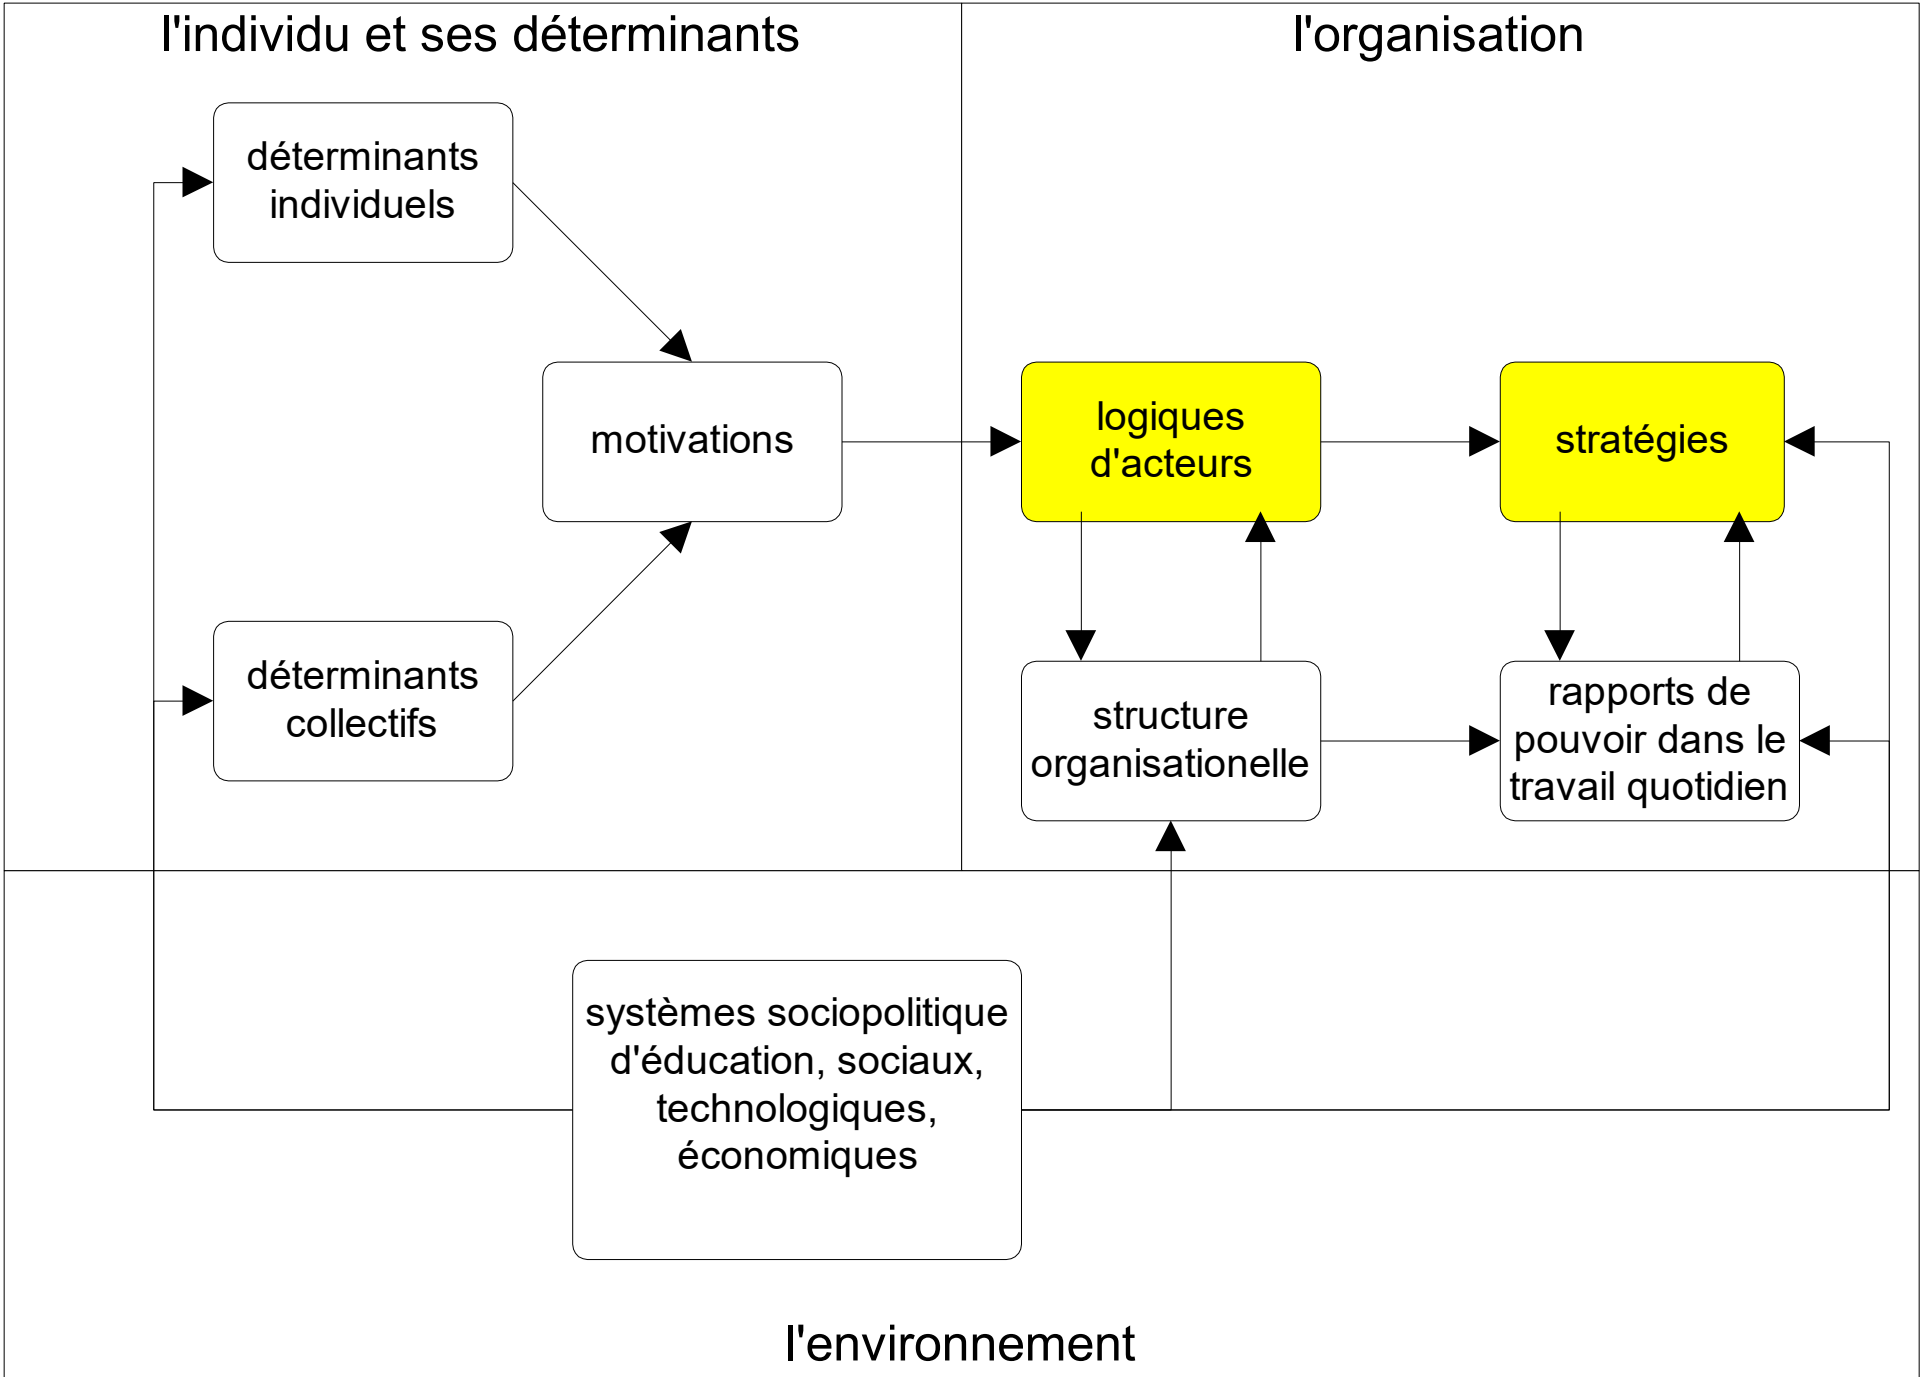 l'individu et ses déterminants
l'organisation
déterminants
individuels
motivations
logiques
d'acteurs
stratégies
déterminants
collectifs
structure
organisationelle
rapports de
pouvoir dans le
travail quotidien
systèmes sociopolitique
d'éducation, sociaux,
technologiques,
économiques
l'environnement